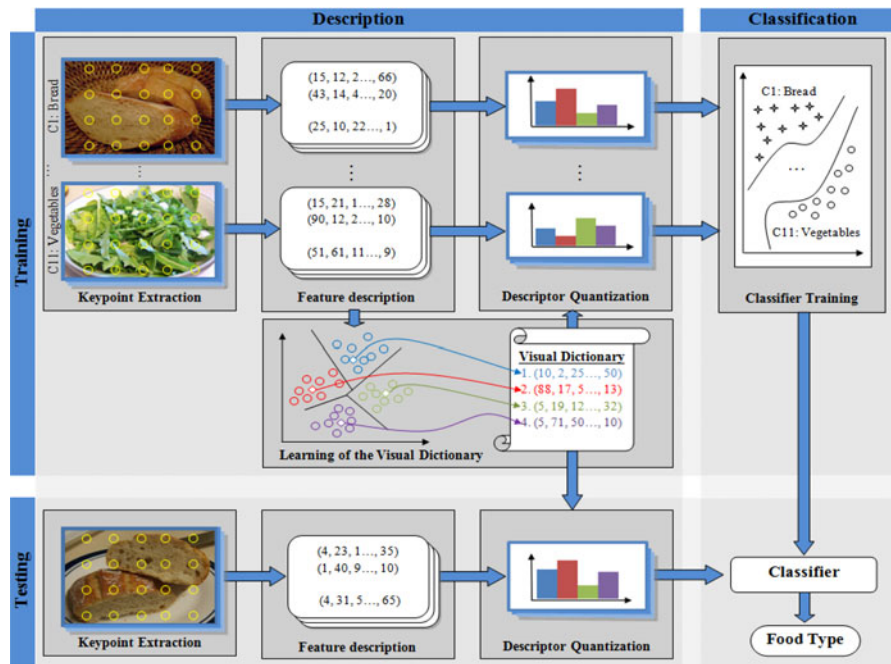 Description
Classification
Training
C1: Bread
...
C11: Vegetables
Keypoint Extraction
(15, 12, 2..., 66)
(43, 14, 4..., 20)
(25, 10, 22..., 1)
...
(15, 21, 1..., 28)
(90, 12, 2..., 10)
(51, 61, 11..., 9)
Feature description
...
Descriptor Quantization
C1: Bread
...
C11: Vegetables
Classifier Training
Learning of the Visual Dictionary
Visual Dictionary
1. (10, 2, 25..., 50)
2. (88, 17, 5..., 13)
3. (5, 19, 12..., 32)
4. (5, 71, 50..., 10)
Testing
Keypoint Extraction
(4, 23, 1..., 35)
(1, 40, 9..., 10)
(4, 31, 5..., 65)
Feature description
Descriptor Quantization
Classifier
Food Type